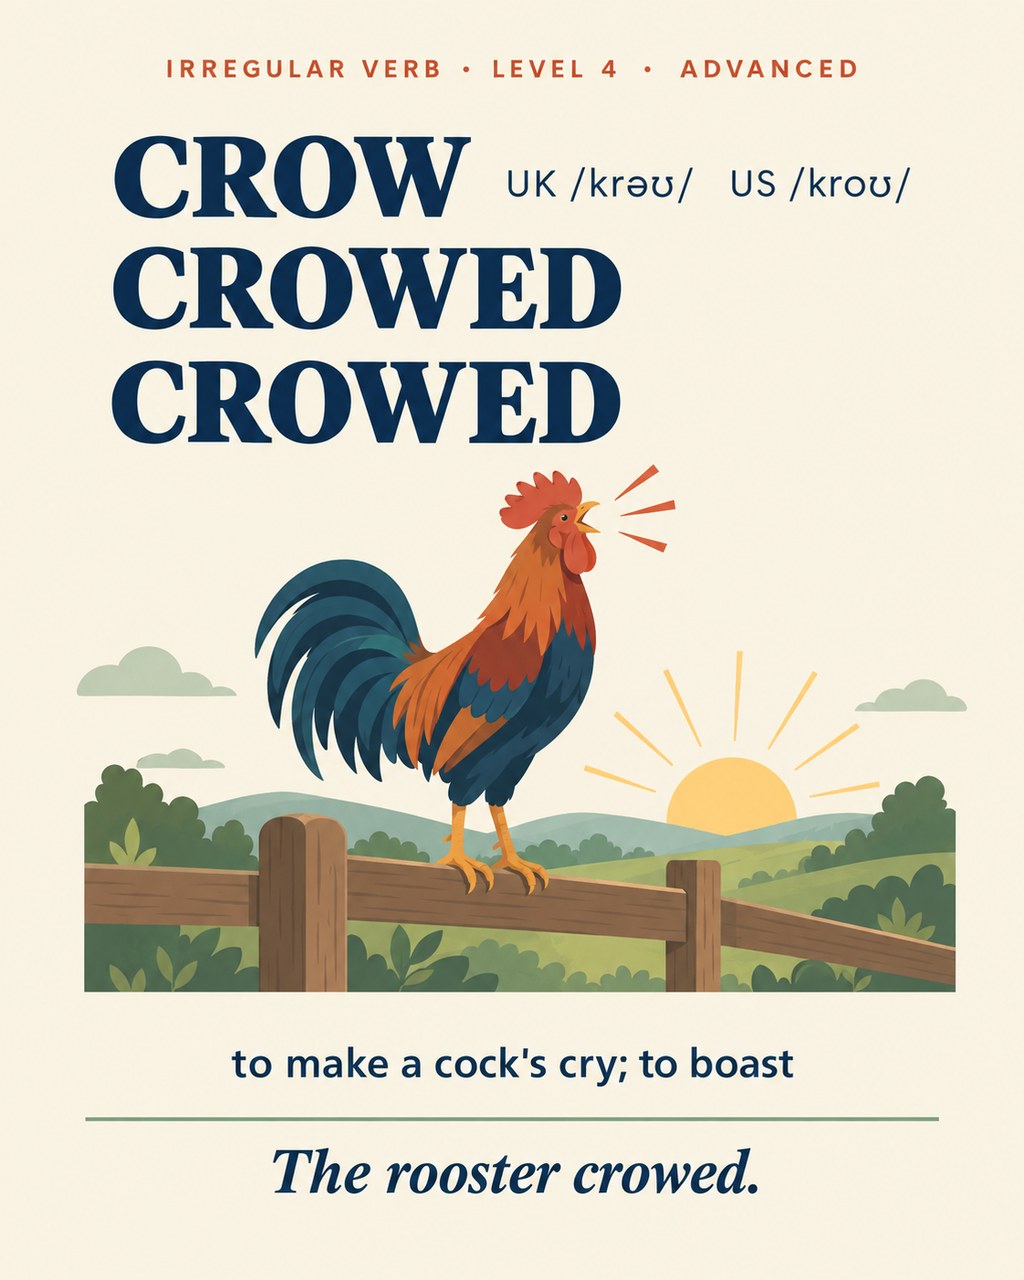 IRREGULAR VERB • LEVEL 4 • ADVANCED
CROW UK /krəʊ/ US /kroʊ/
CROWED
CROWED
to make a cock's cry; to boast
The rooster crowed.